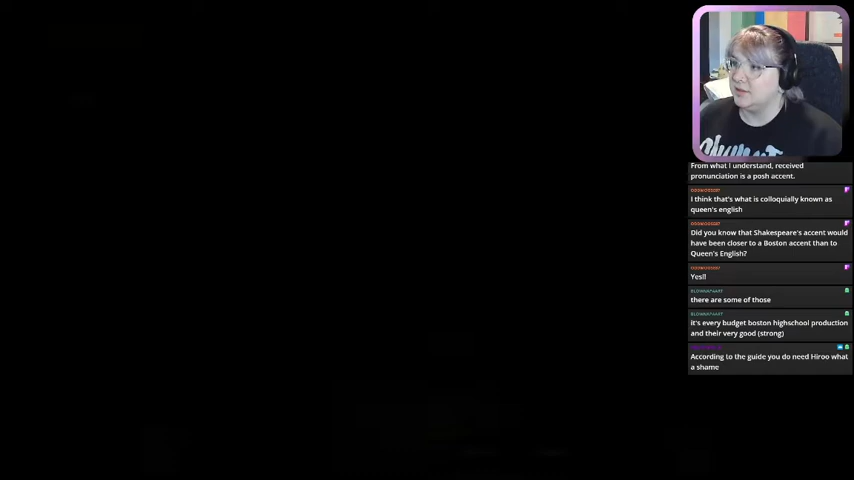 From what I understand, received
pronunciation is a posh accent.
I think that's what is colloquially known as
queen's english
Did you know that Shakespeare's accent would
have been closer to a Boston accent than to
Queen's English?
Yes!!
there are some of those
it's every budget boston highschool production
and their very good (strong)
According to the guide you do need Hiroo what
a shame